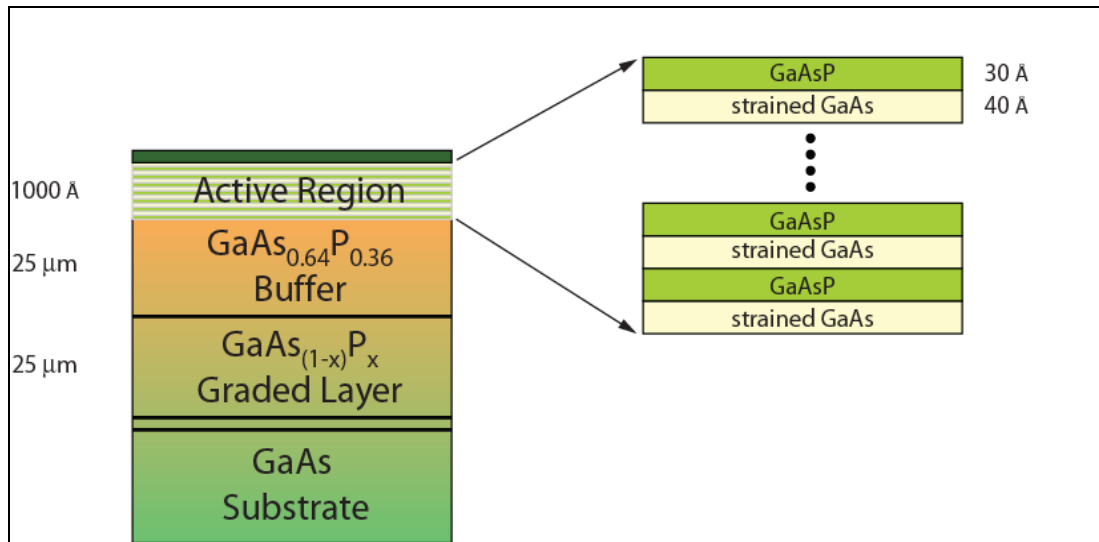 1000 Å
Active Region
25 μm
GaAs₀.₆₄P₀.₃₆
Buffer
25 μm
GaAs₍₁₋ₓ₎Pₓ
Graded Layer
GaAs
Substrate
GaAsP 30 Å
strained GaAs 40 Å
GaAsP
strained GaAs
GaAsP
strained GaAs